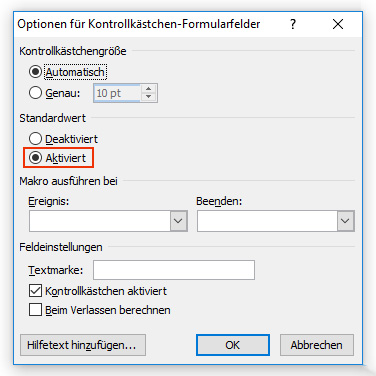 Optionen für Kontrollkästchen-Formularfelder ? ×
Kontrollkästchengröße
Automatisch
Genau: 10 pt
Standardwert
Deaktiviert
Aktiviert
Makro ausführen bei
Ereignis: Beenden:
Feldeinstellungen
Textmarke:
Kontrollkästchen aktiviert
Beim Verlassen berechnen
Hilfetext hinzufügen... OK Abbrechen